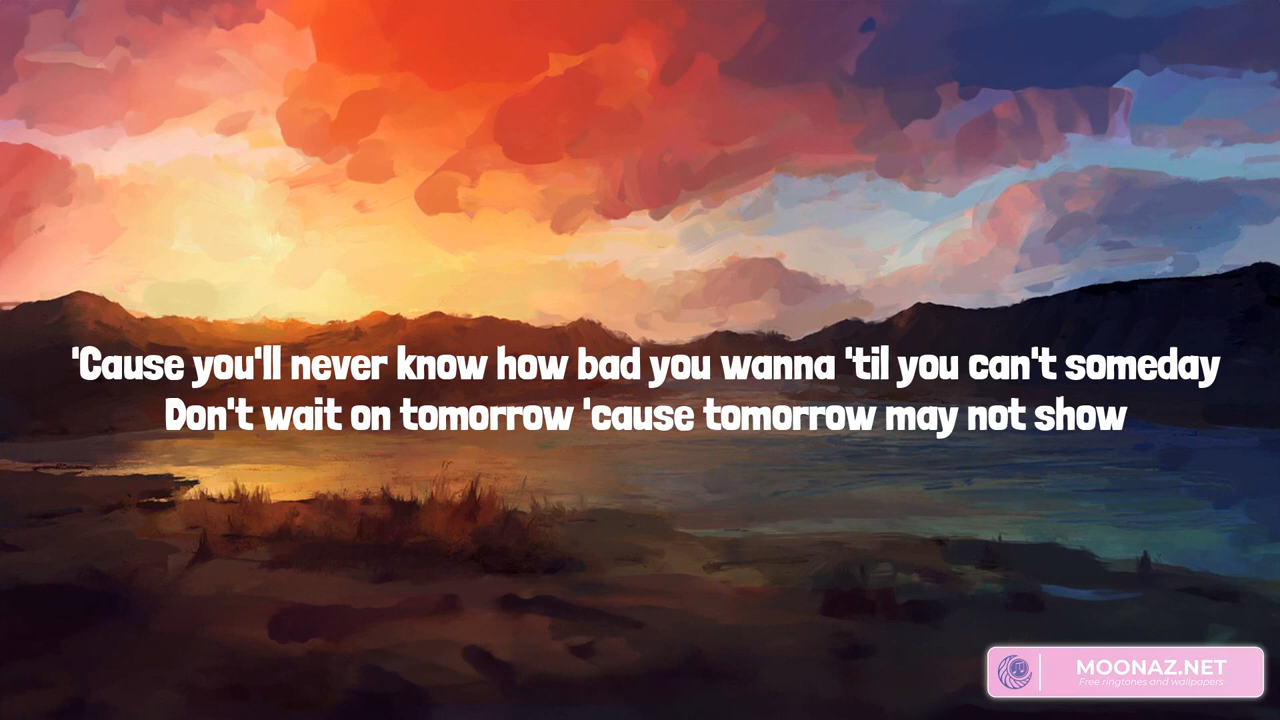 'Cause you'll never know how bad you wanna 'til you can't someday
Don't wait on tomorrow 'cause tomorrow may not show
MOONAZ.NET
Free ringtones and wallpapers